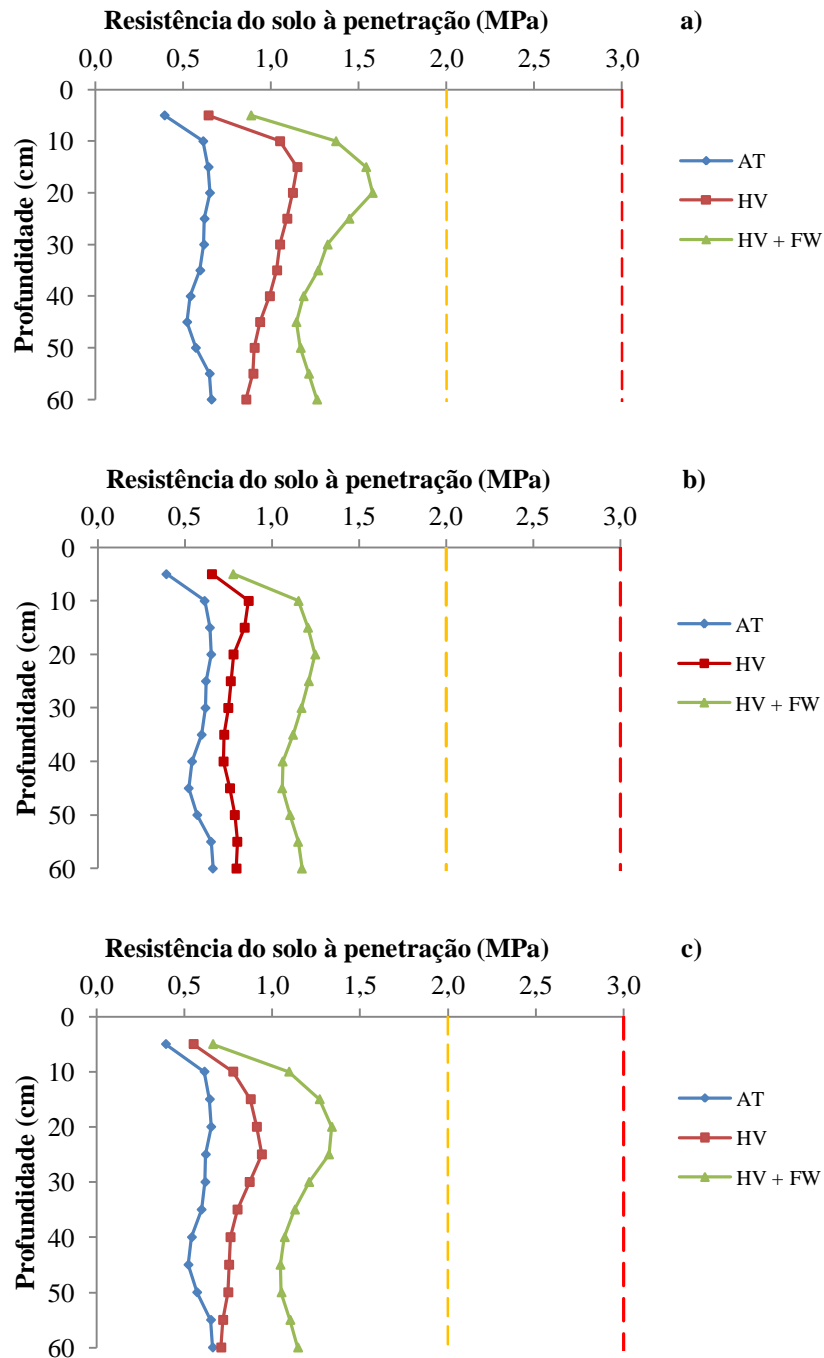 Resistência do solo à penetração (MPa) a)
0,0 0,5 1,0 1,5 2,0 2,5 3,0
0
10
20
30
40
50
60
Profundidade (cm)
AT
HV
HV + FW
Resistência do solo à penetração (MPa) b)
0,0 0,5 1,0 1,5 2,0 2,5 3,0
0
10
20
30
40
50
60
Profundidade (cm)
AT
HV
HV + FW
Resistência do solo à penetração (MPa) c)
0,0 0,5 1,0 1,5 2,0 2,5 3,0
0
10
20
30
40
50
60
Profundidade (cm)
AT
HV
HV + FW